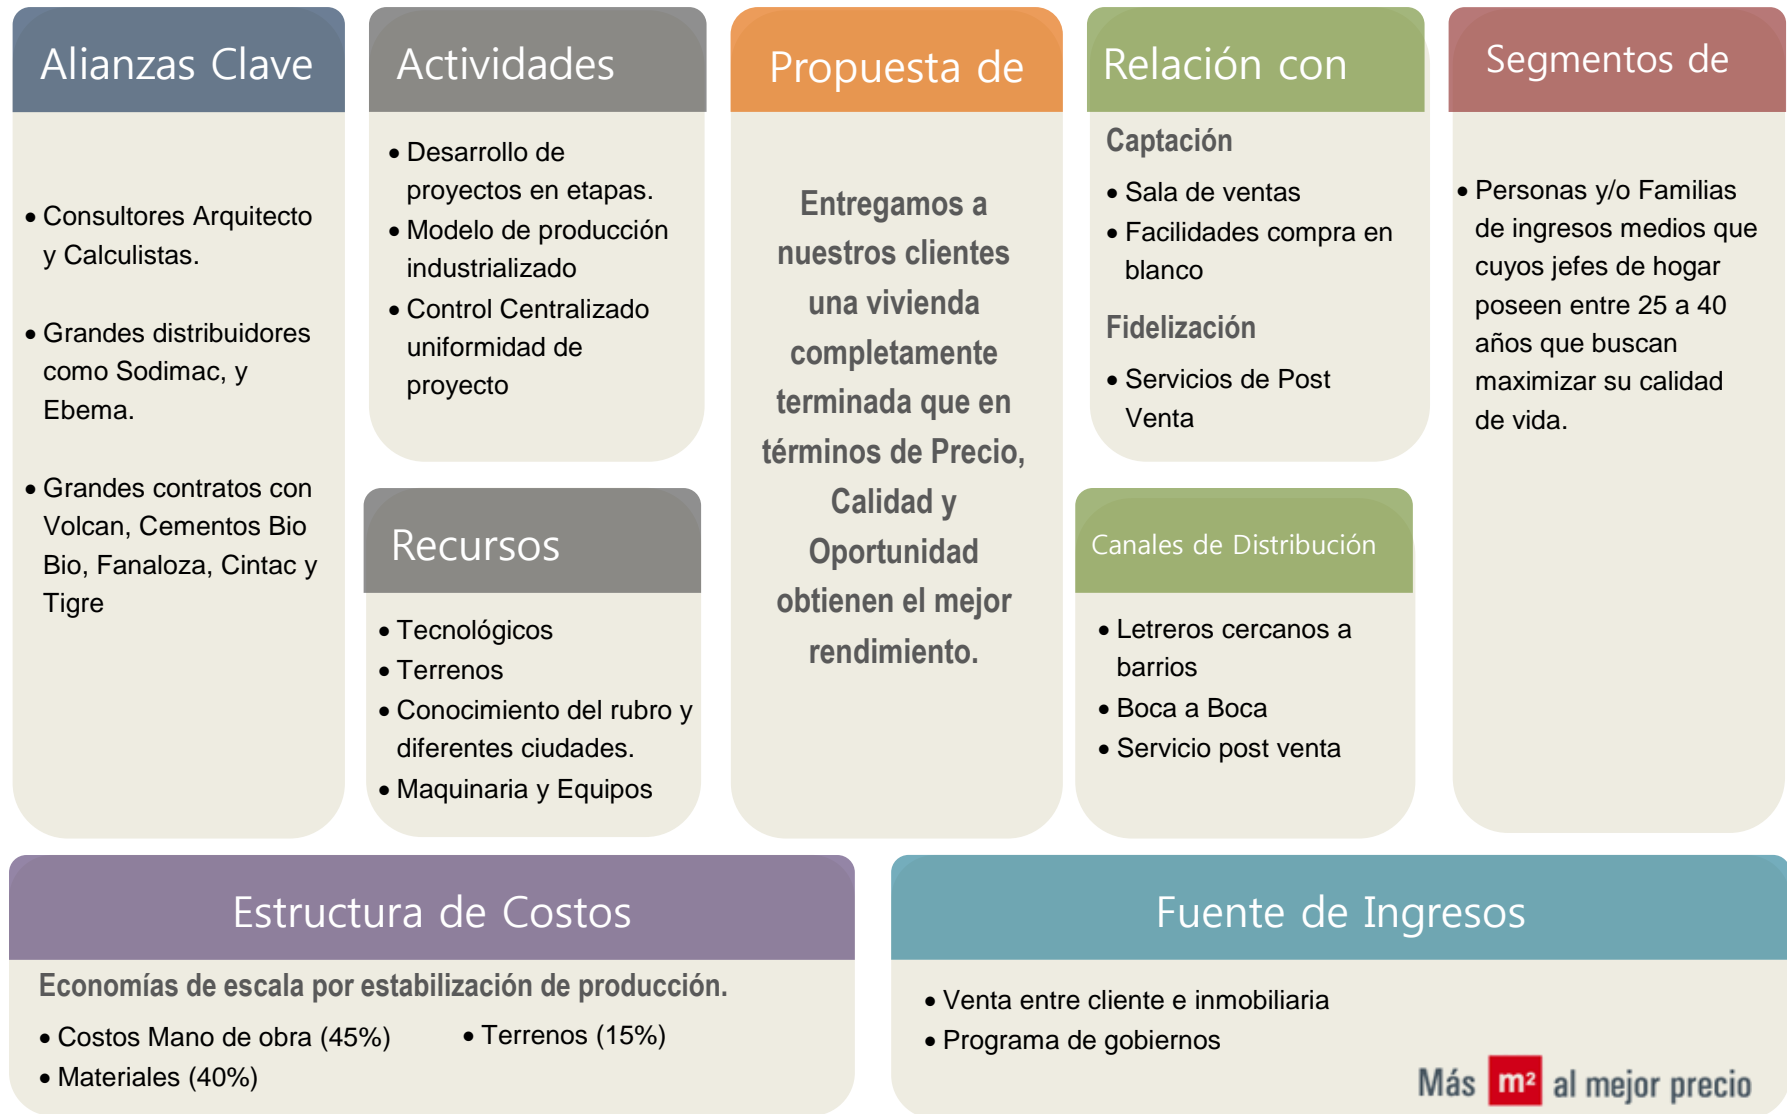 Alianzas Clave
• Consultores Arquitecto
y Calculistas.
• Grandes distribuidores
como Sodimac, y
Ebema.
• Grandes contratos con
Volcan, Cementos Bio
Bio, Fanaloza, Cintac y
Tigre
Actividades
• Desarrollo de
proyectos en etapas.
• Modelo de producción
industrializado
• Control Centralizado
uniformidad de
proyecto
Recursos
• Tecnológicos
• Terrenos
• Conocimiento del rubro y
diferentes ciudades.
• Maquinaria y Equipos
Propuesta de
Entregamos a
nuestros clientes
una vivienda
completamente
terminada que en
términos de Precio,
Calidad y
Oportunidad
obtienen el mejor
rendimiento.
Relación con
Captación
• Sala de ventas
• Facilidades compra en
blanco
Fidelización
• Servicios de Post
Venta
Canales de Distribución
• Letreros cercanos a
barrios
• Boca a Boca
• Servicio post venta
Segmentos de
• Personas y/o Familias
de ingresos medios que
cuyos jefes de hogar
poseen entre 25 a 40
años que buscan
maximizar su calidad
de vida.
Estructura de Costos
Economías de escala por estabilización de producción.
• Costos Mano de obra (45%)
• Materiales (40%)
• Terrenos (15%)
Fuente de Ingresos
• Venta entre cliente e inmobiliaria
• Programa de gobiernos
Más m² al mejor precio